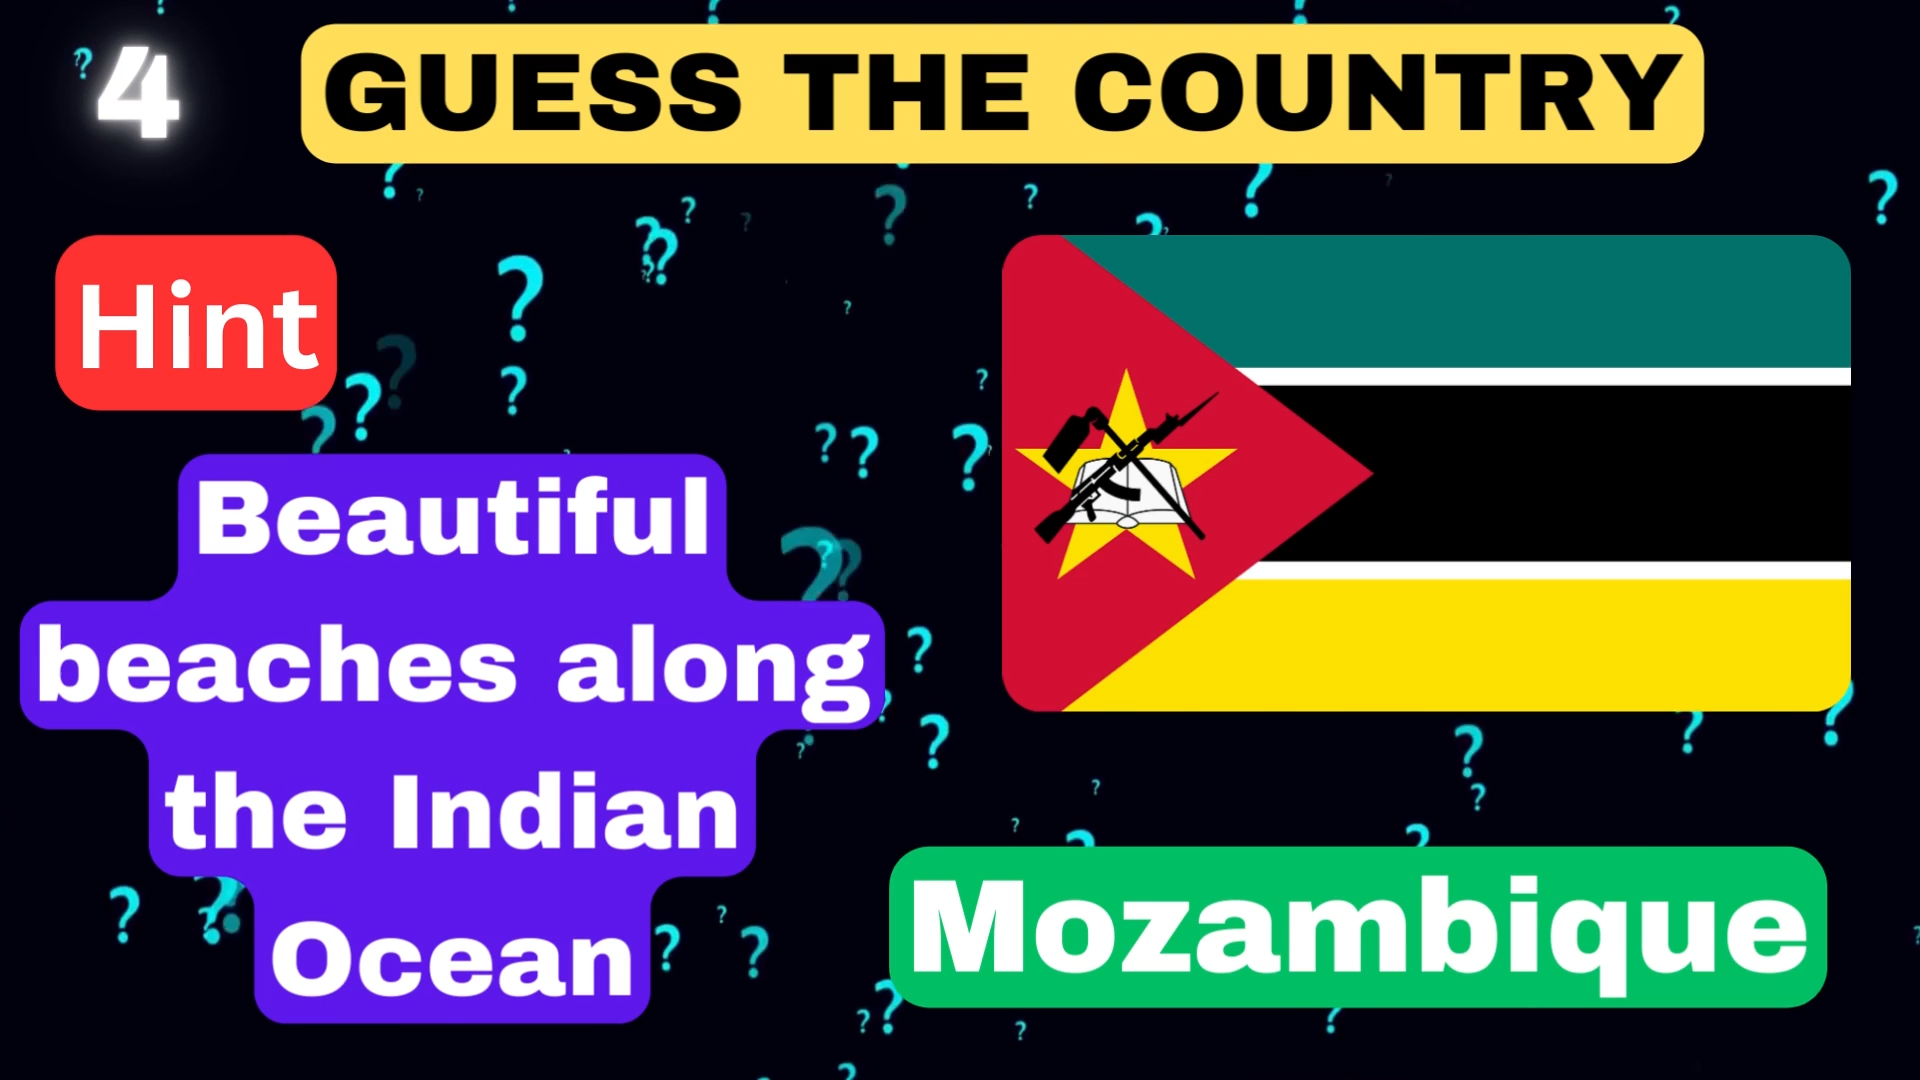 4
GUESS THE COUNTRY
Hint
Beautiful
beaches along
the Indian
Ocean
Mozambique